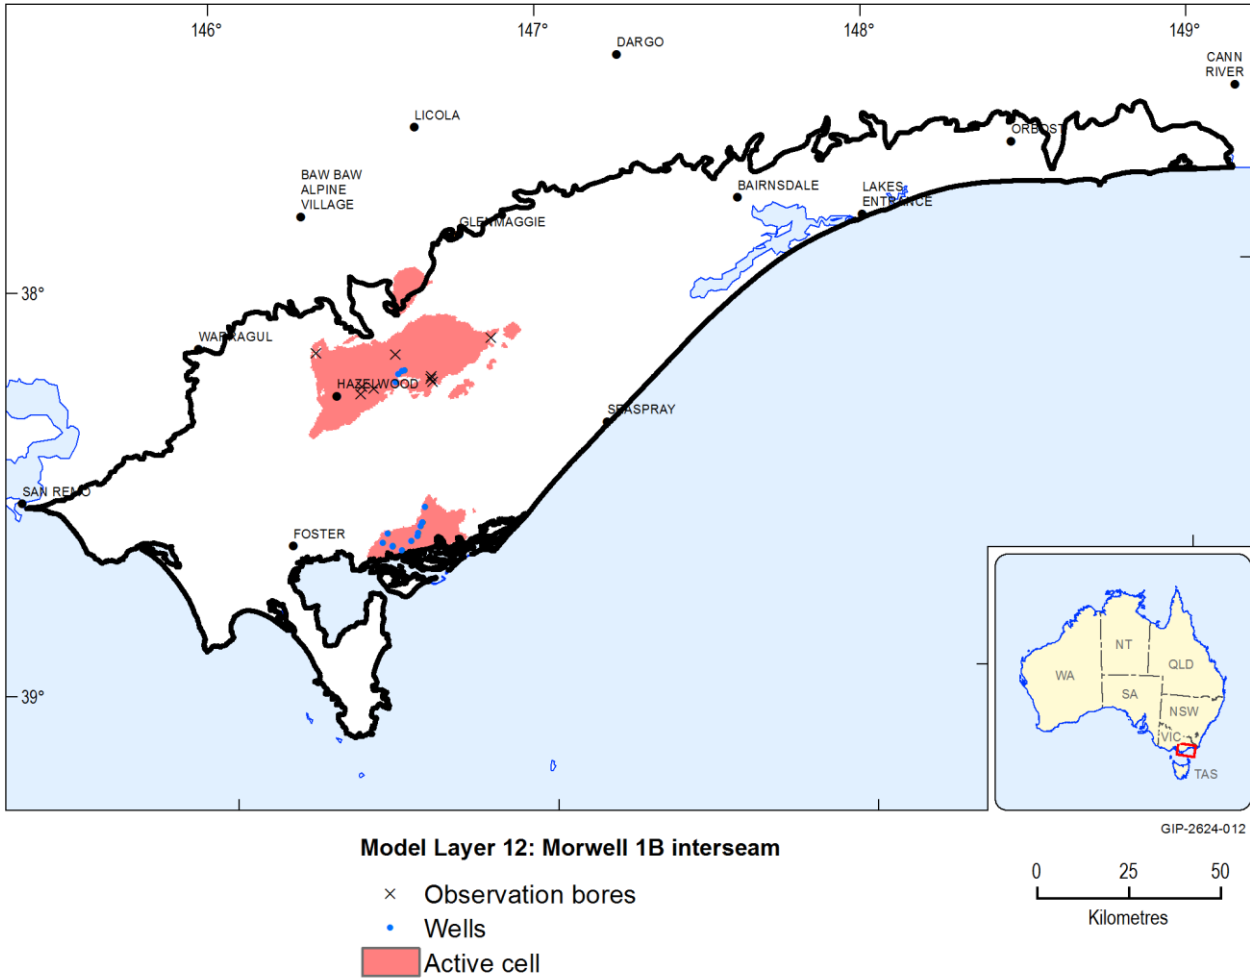 146°
147°
148°
149°
DARGO
CANN
RIVER
LICOLA
ORBOST
BAW BAW
ALPINE
VILLAGE
BAIRNSDALE
LAKES
ENTRANCE
GLENMAGGIE
38°
WARRAGUL
HAZELWOOD
SEASPRAY
SAN REMO
FOSTER
39°
NT
QLD
WA
SA
NSW
VIC
TAS
GIP-2624-012
Model Layer 12: Morwell 1B interseam
Observation bores
Wells
Active cell
0 25 50
Kilometres